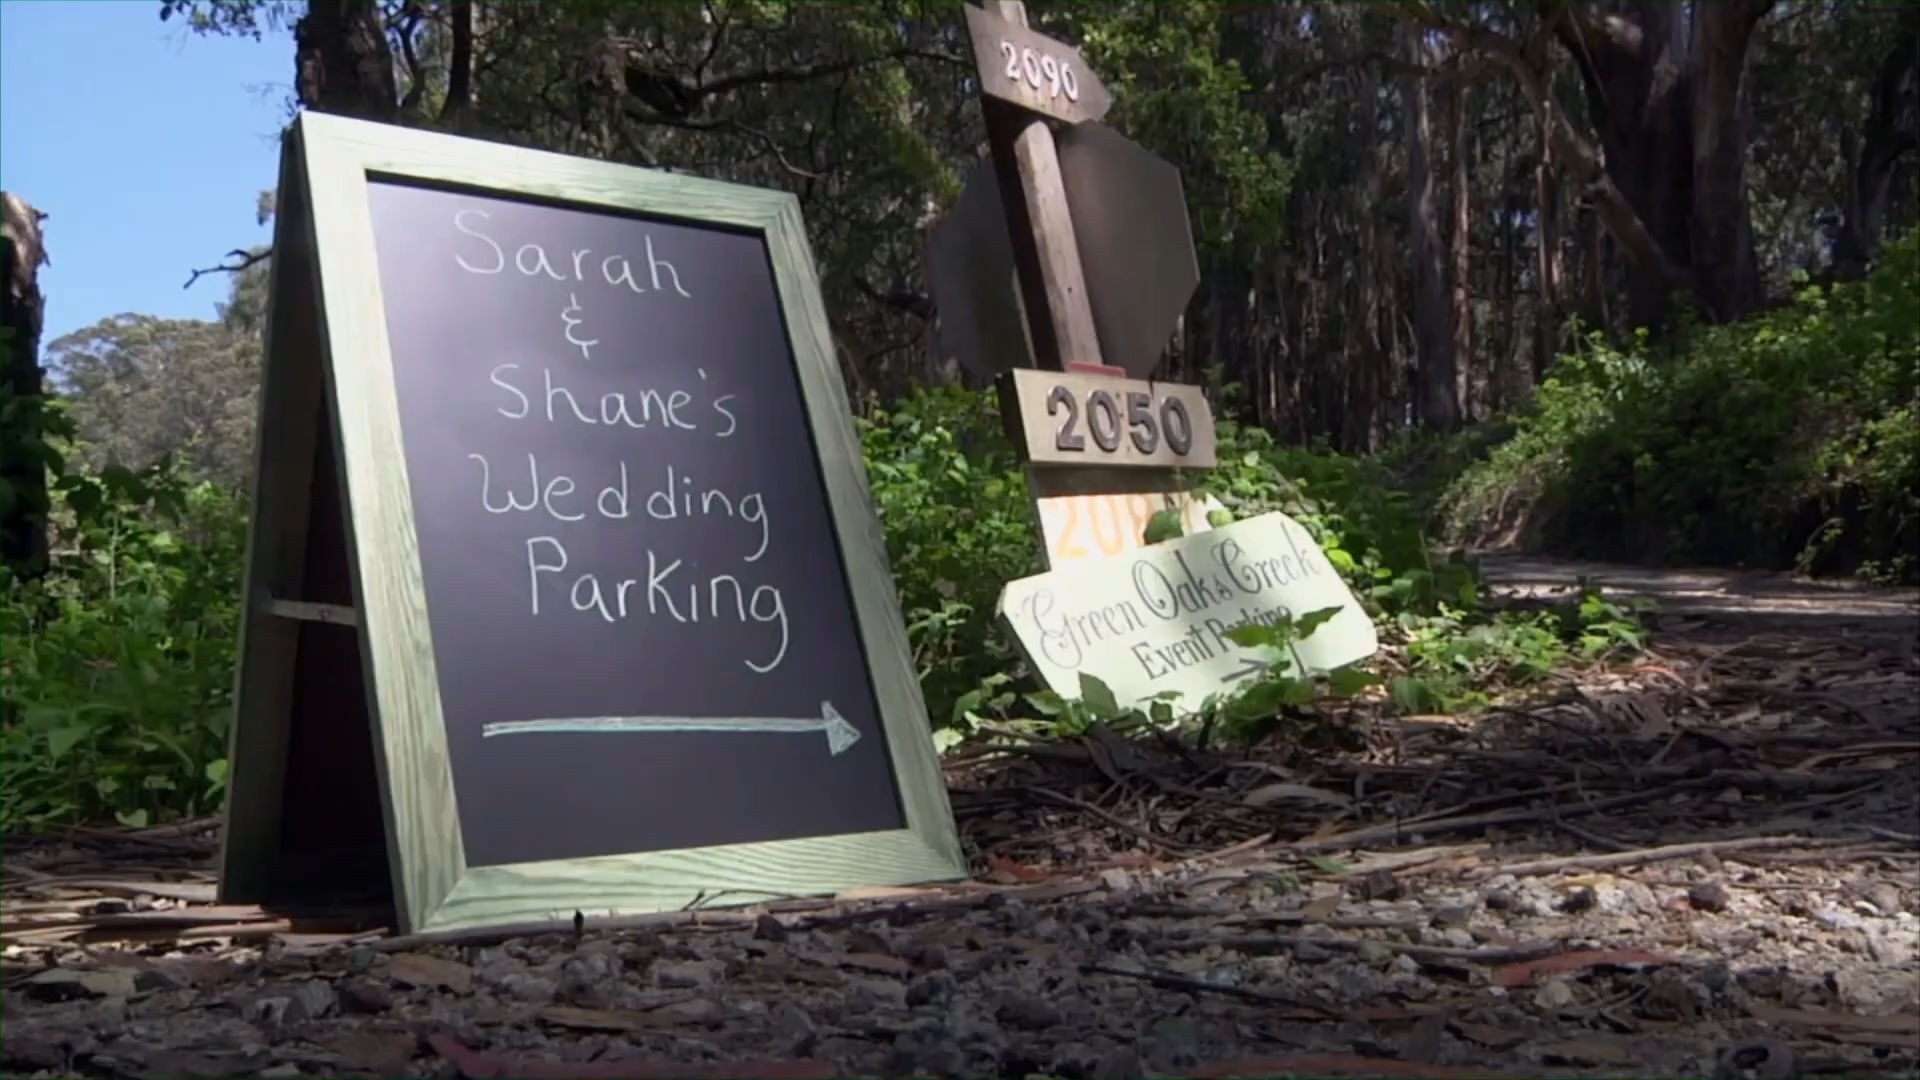 Sarah
&
Shane's
Wedding
Parking
2090
2050
Green Oaks Creek
Event Parking